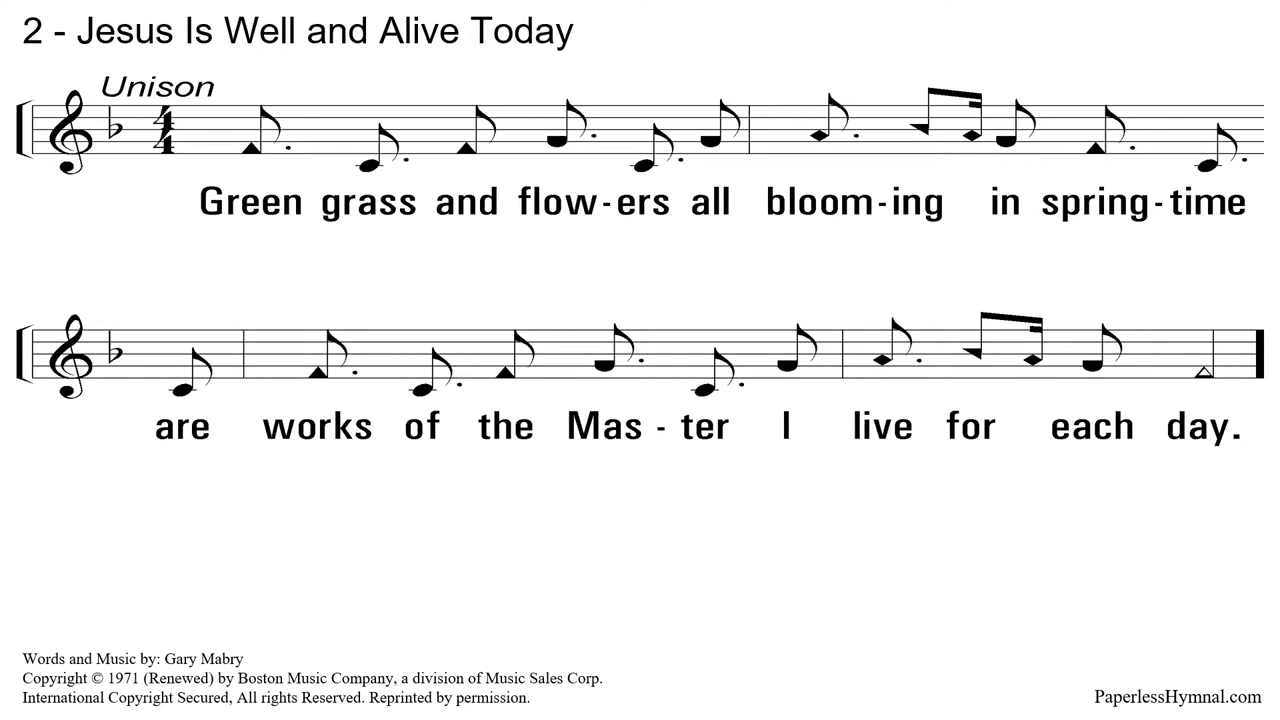 2 - Jesus Is Well and Alive Today
Unison
4
4
Green grass and flow-ers all bloom-ing in spring-time
are works of the Mas - ter I live for each day.
Words and Music by: Gary Mabry
Copyright © 1971 (Renewed) by Boston Music Company, a division of Music Sales Corp.
International Copyright Secured, All rights Reserved. Reprinted by permission.
PaperlessHymnal.com